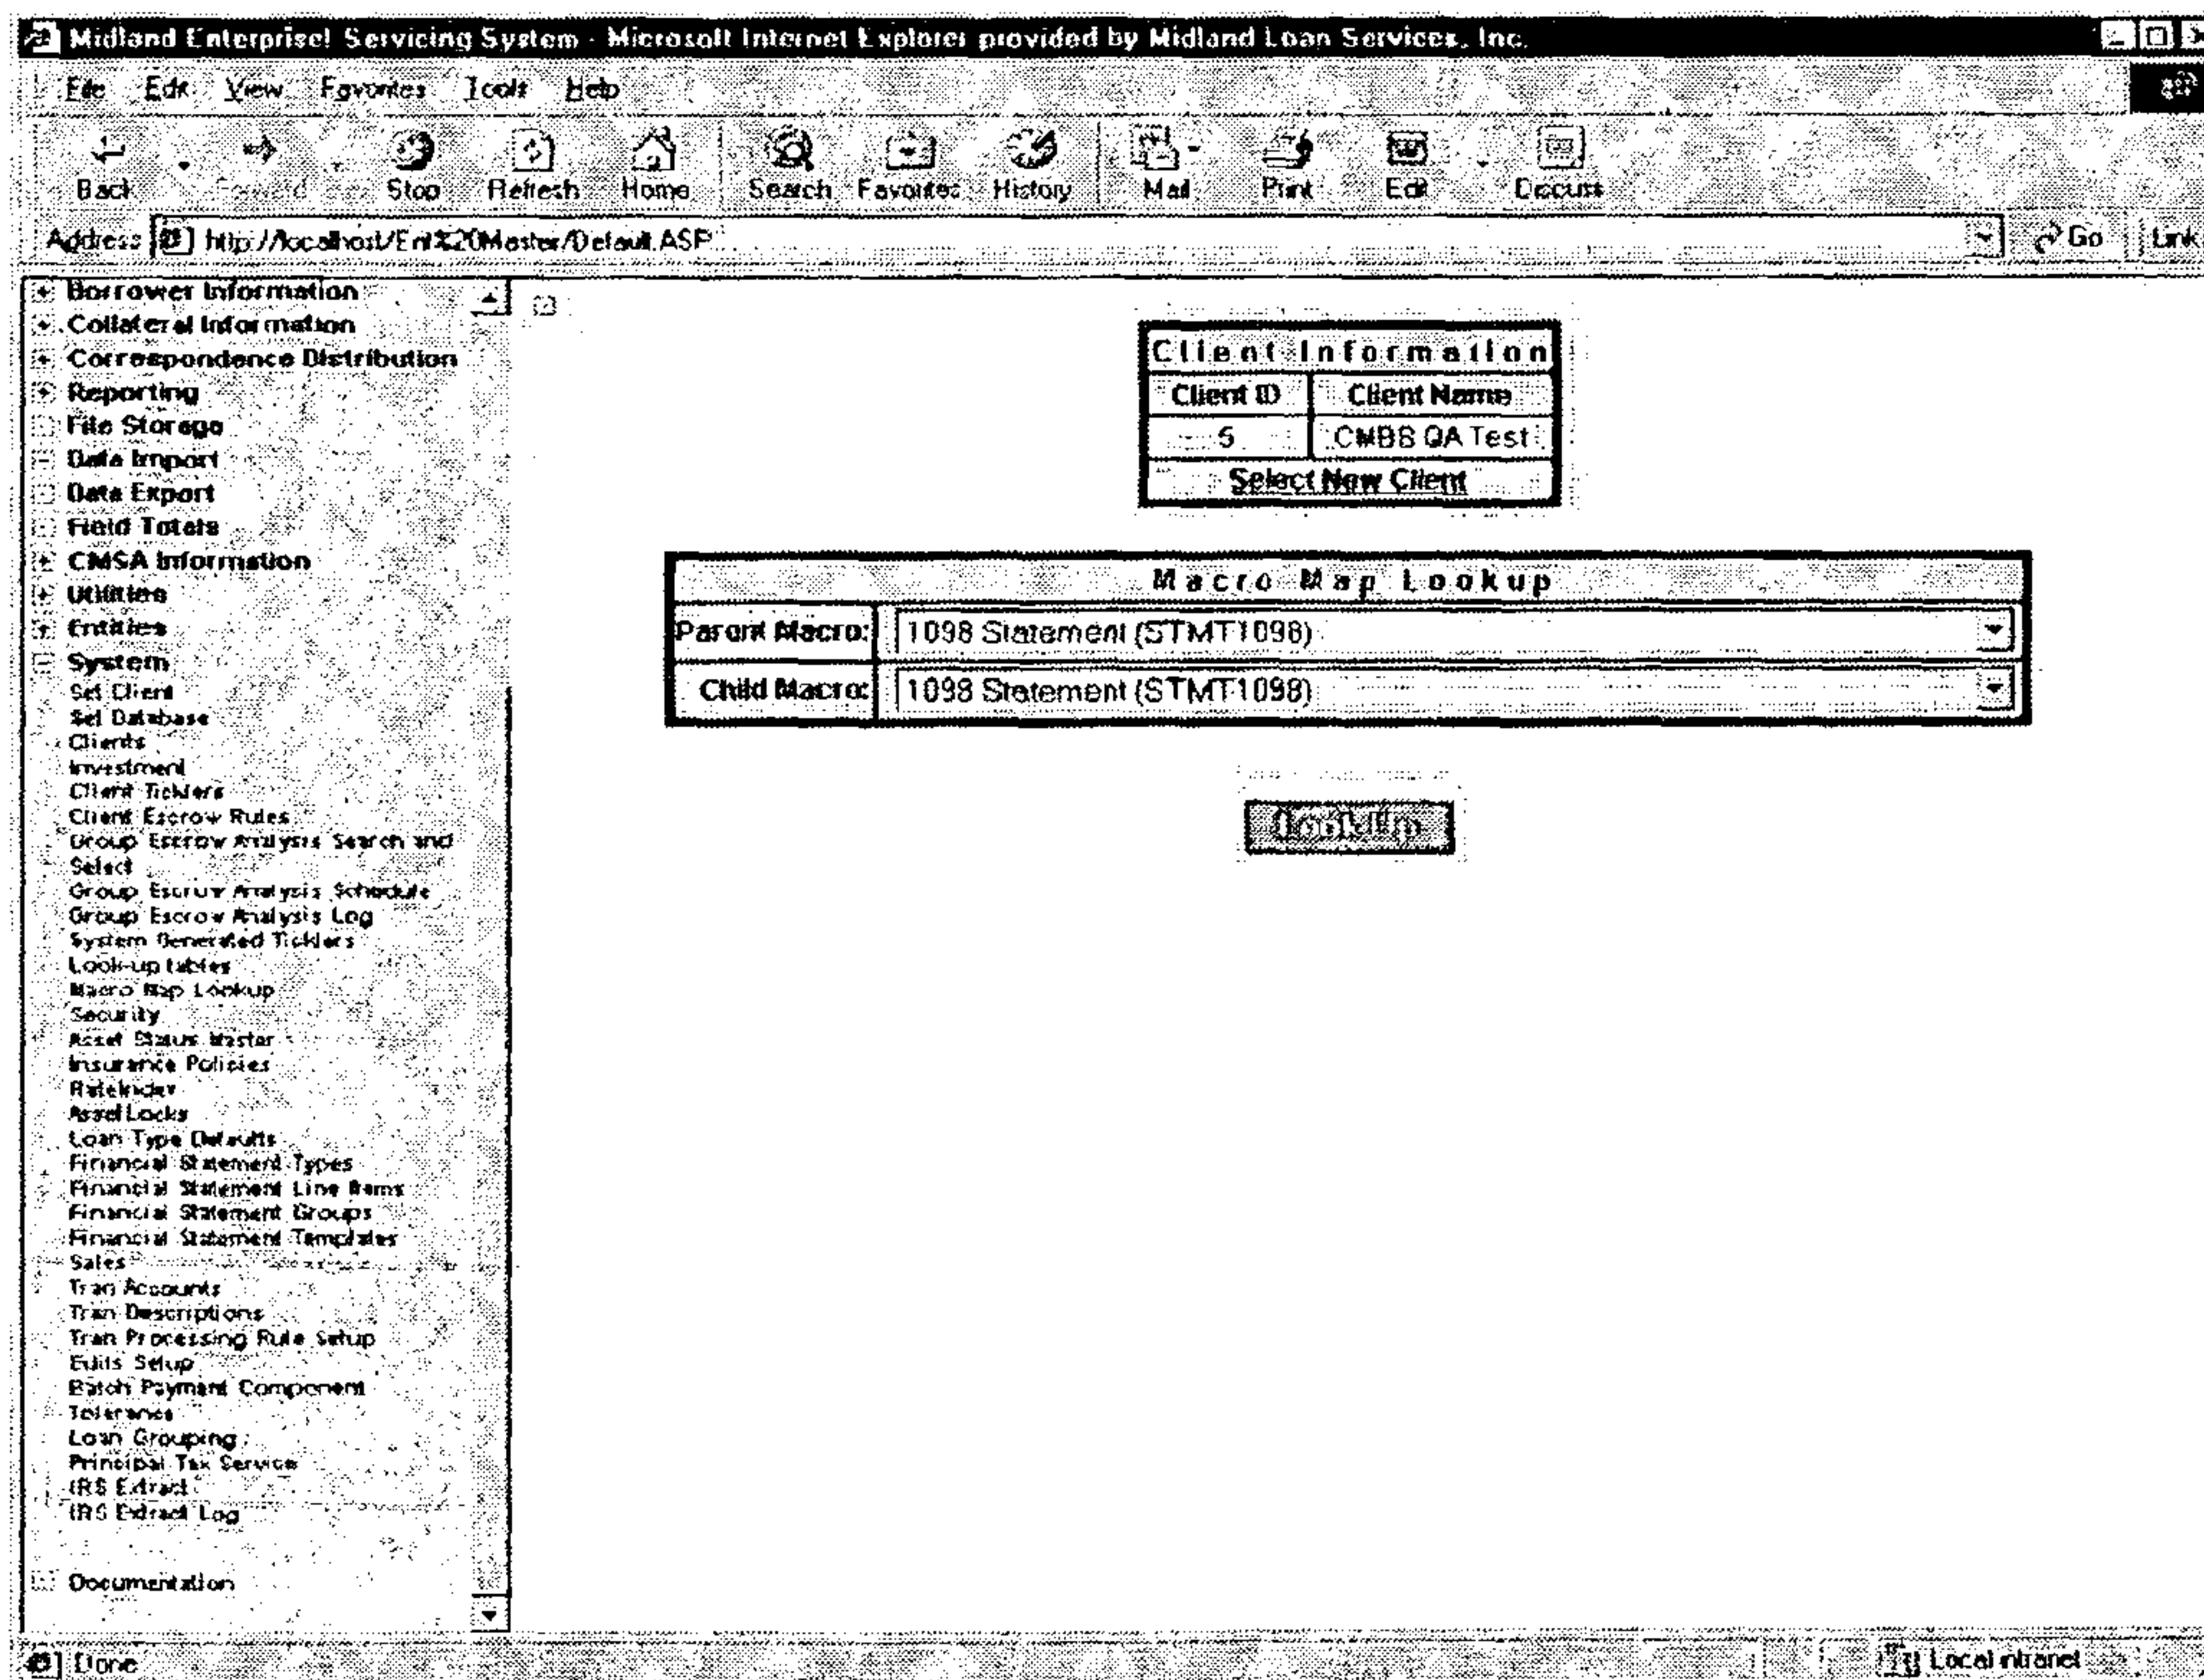 Midland Enterprise! Servicing System - Microsoft Internet Explorer provided by Midland Loan Services, Inc.
File Edit View Favorites Tools Help
Back Forward Stop Refresh Home Search Favorites History Mail Print Edit Discuss
Address http://localhost/Ent%20Master/Default.ASP Go Link
Borrower Information
Collateral Information
Correspondence Distribution
Reporting
File Storage
Data Import
Data Export
Field Totals
CMSA Information
Utilities
Entities
System
Set Client
Set Database
Clients
Investment
Client Ticklers
Client Escrow Rules
Group Escrow Analysis Search and
Select
Group Escrow Analysis Schedule
Group Escrow Analysis Log
System Generated Ticklers
Look-up tables
Macro Map Lookup
Security
Asset Status Master
Insurance Policies
RateIndex
Asset Locks
Loan Type Defaults
Financial Statement Types
Financial Statement Line Items
Financial Statement Groups
Financial Statement Templates
Sales
Tran Accounts
Tran Descriptions
Tran Processing Rule Setup
Edits Setup
Batch Payment Component
Tolerance
Loan Grouping
Principal Tax Service
IRS Extract
IRS Extract Log
Documentation
Client Information
Client ID Client Name
5 CMBS QA Test
Select New Client
Macro Map Lookup
Parent Macro: 1098 Statement (STMT1098)
Child Macro: 1098 Statement (STMT1098)
Look Up
Done
Local intranet